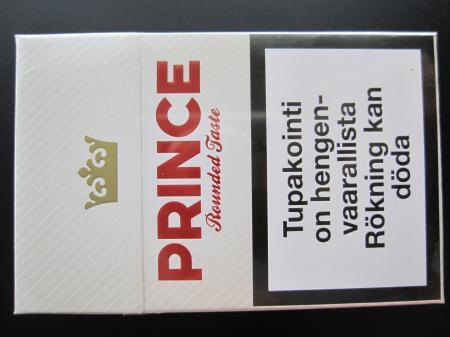 PRINCE
Rounded Taste
Tupakointi
on hengen-
vaarallista
Rökning kan
döda